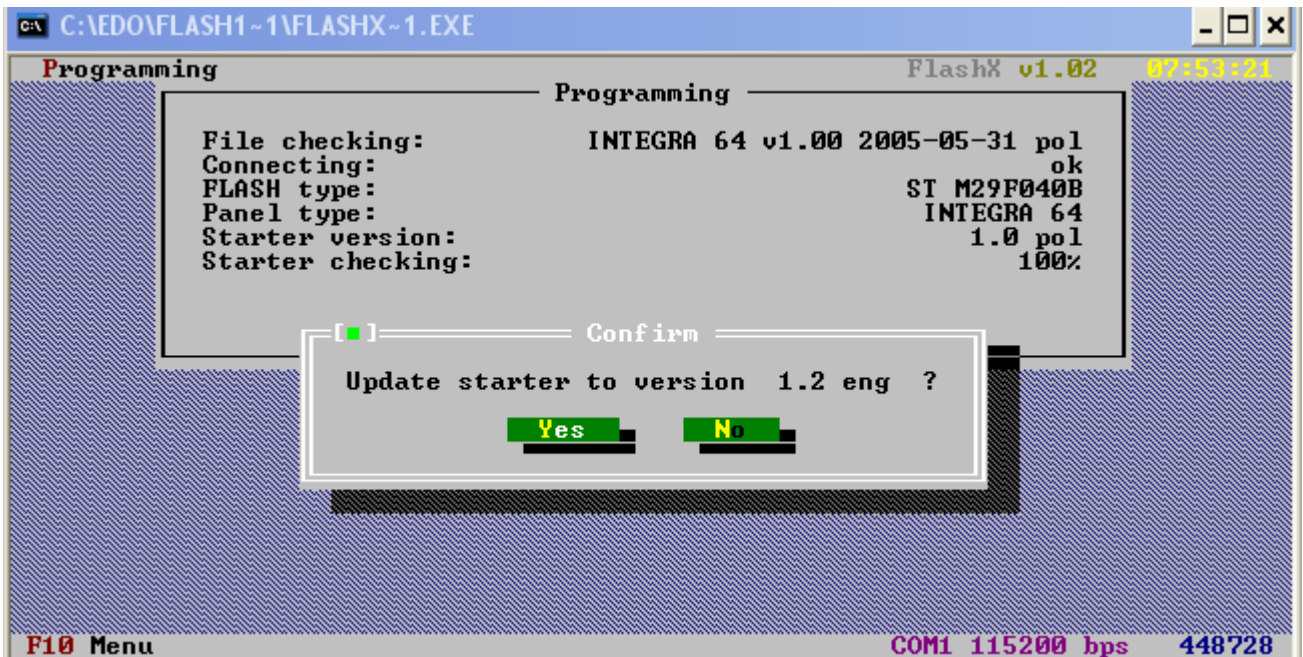 C:\EDO\FLASH1~1\FLASHX~1.EXE
Programming FlashX v1.02 07:53:21
Programming
File checking: INTEGRA 64 v1.00 2005-05-31 pol
Connecting: ok
FLASH type: ST M29F040B
Panel type: INTEGRA 64
Starter version: 1.0 pol
Starter checking: 100%
Confirm
Update starter to version 1.2 eng ?
Yes No
F10 Menu COM1 115200 bps 448728